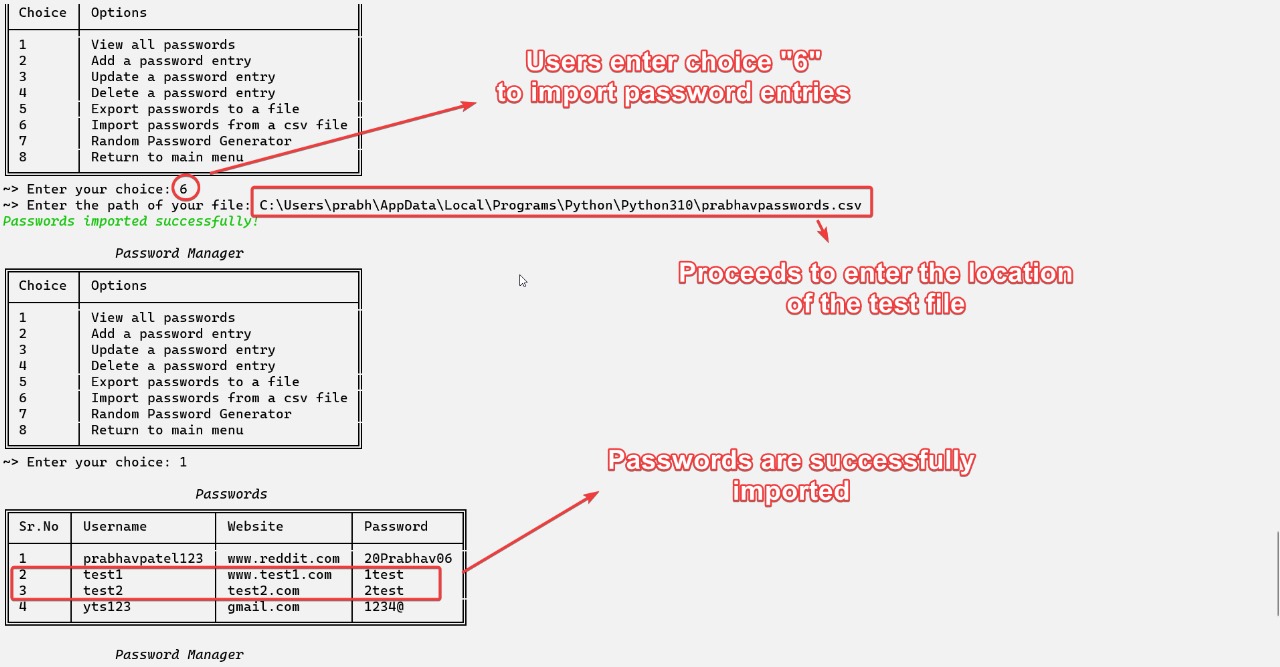 Choice Options
1 View all passwords
2 Add a password entry
3 Update a password entry
4 Delete a password entry
5 Export passwords to a file
6 Import passwords from a csv file
7 Random Password Generator
8 Return to main menu
Users enter choice "6"
to import password entries
~> Enter your choice: 6
~> Enter the path of your file: C:\Users\prabh\AppData\Local\Programs\Python\Python310\prabhavpasswords.csv
Passwords imported successfully!
Proceeds to enter the location
of the test file
Password Manager
Choice Options
1 View all passwords
2 Add a password entry
3 Update a password entry
4 Delete a password entry
5 Export passwords to a file
6 Import passwords from a csv file
7 Random Password Generator
8 Return to main menu
~> Enter your choice: 1
Passwords are successfully
imported
Passwords
Sr.No Username Website Password
1 prabhavpatel123 www.reddit.com 20Prabhav06
2 test1 www.test1.com 1test
3 test2 test2.com 2test
4 yts123 gmail.com 1234@
Password Manager